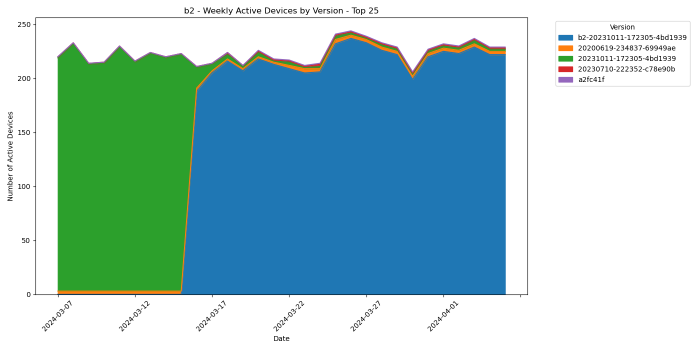 b2 - Weekly Active Devices by Version - Top 25
Number of Active Devices
250
200
150
100
50
0
2024-03-07
2024-03-12
2024-03-17
2024-03-22
2024-03-27
2024-04-01
Date
Version
b2-20231011-172305-4bd1939
20200619-234837-69949ae
20231011-172305-4bd1939
20230710-222352-c78e90b
a2fc41f